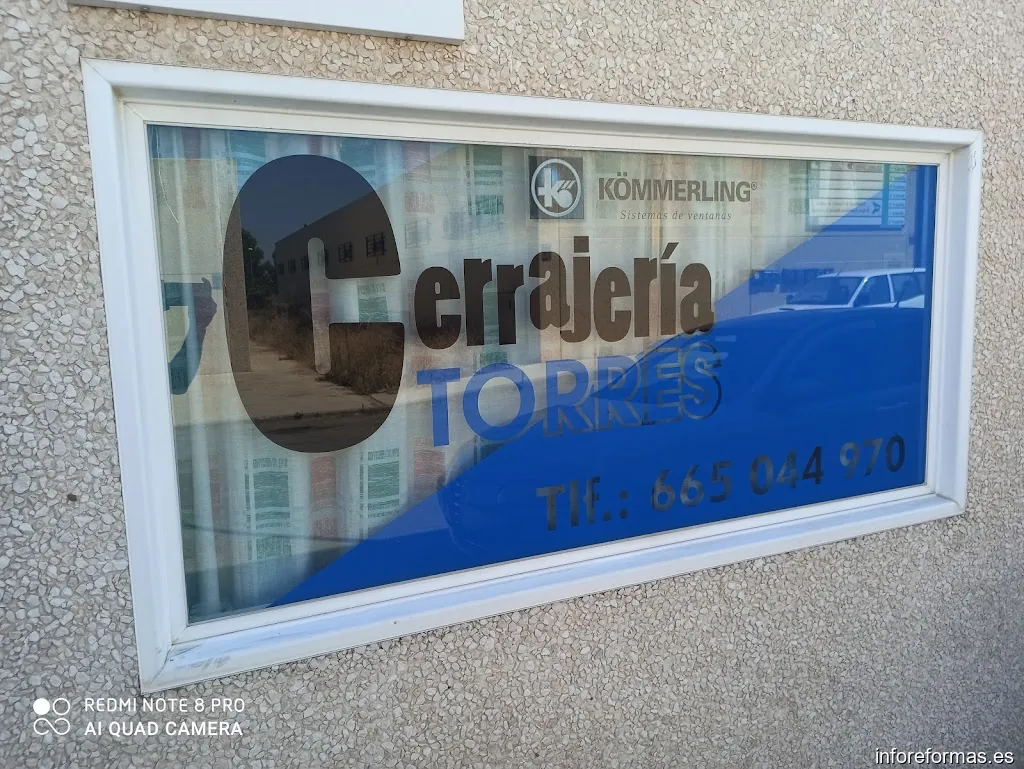 KÖMMERLING®
Sistemas de ventanas
Cerrajería
TORRES
Tlf.: 665 044 970
REDMI NOTE 8 PRO
AI QUAD CAMERA
inforeformas.es